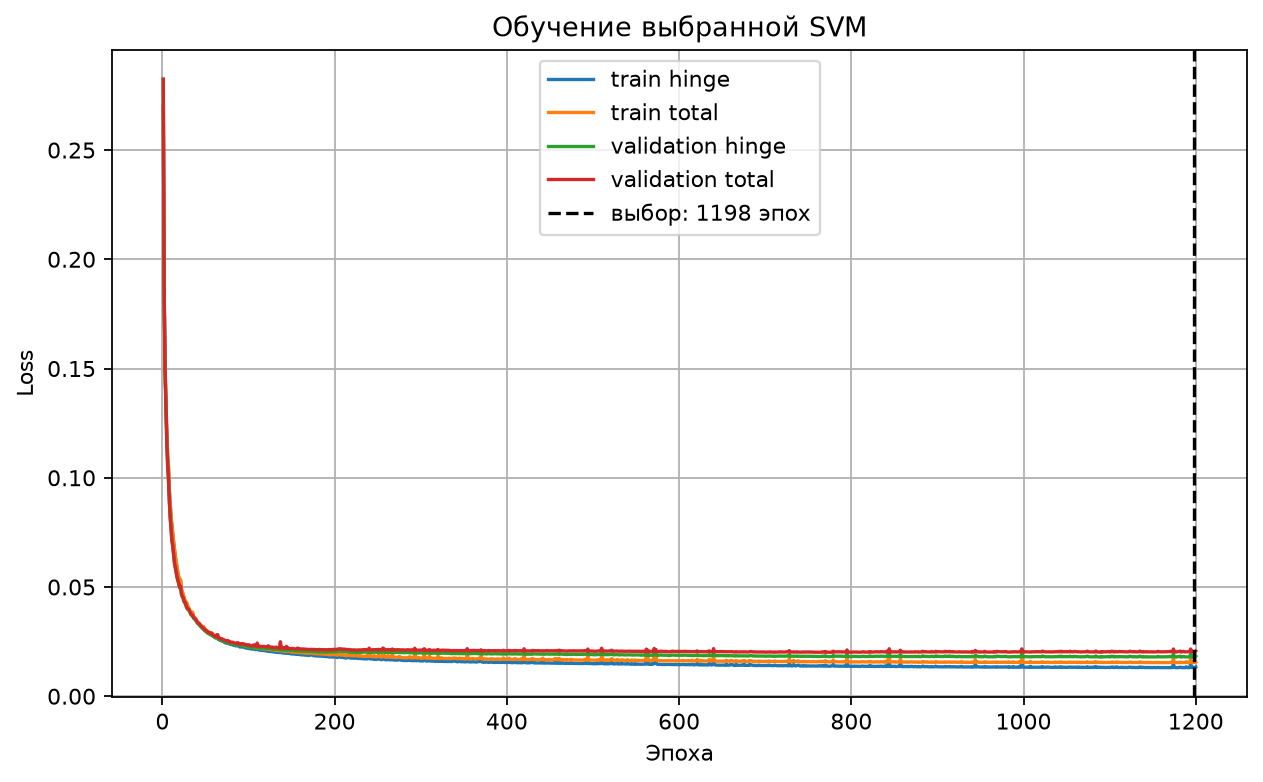 Обучение выбранной SVM
train hinge
train total
validation hinge
validation total
выбор: 1198 эпох
Loss
0.25
0.20
0.15
0.10
0.05
0.00
0 200 400 600 800 1000 1200
Эпоха